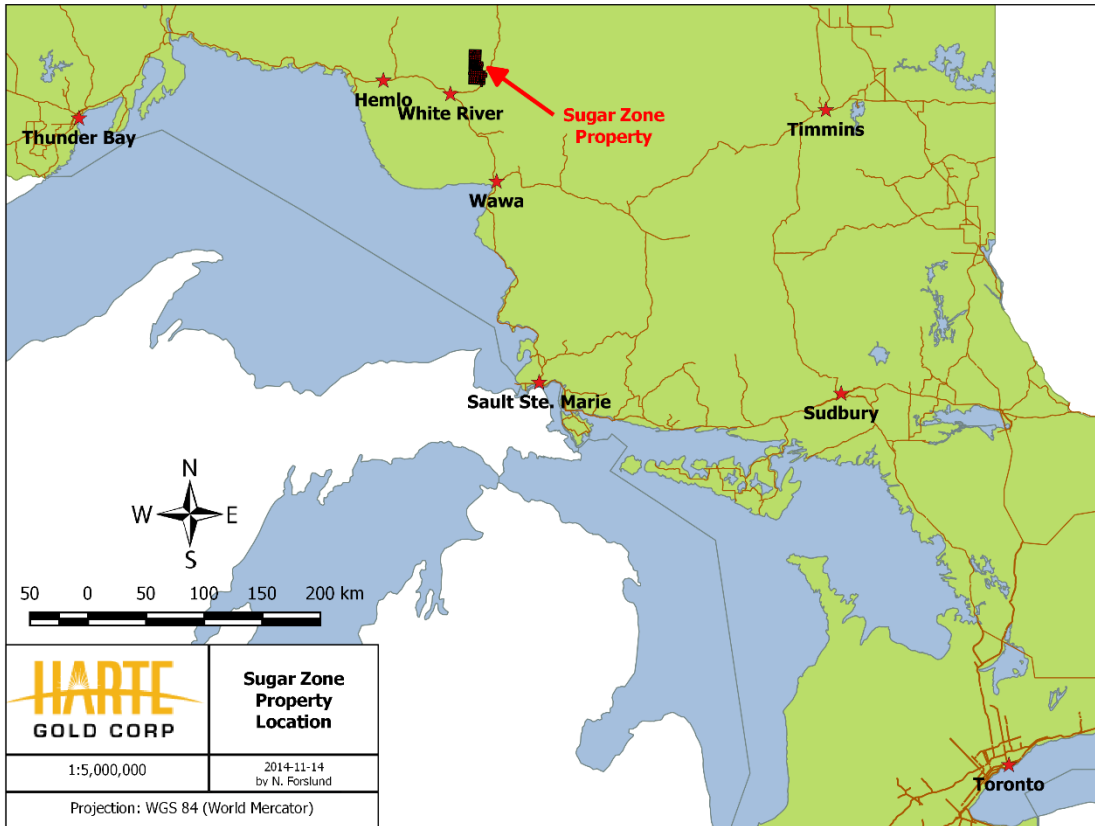 Hemlo
White River
Thunder Bay
Sugar Zone
Property
Timmins
Wawa
Sault Ste. Marie
Sudbury
N
W E
S
50 0 50 100 150 200 km
HARTE
GOLD CORP
Sugar Zone
Property
Location
1:5,000,000
2014-11-14
by N. Forslund
Projection: WGS 84 (World Mercator)
Toronto